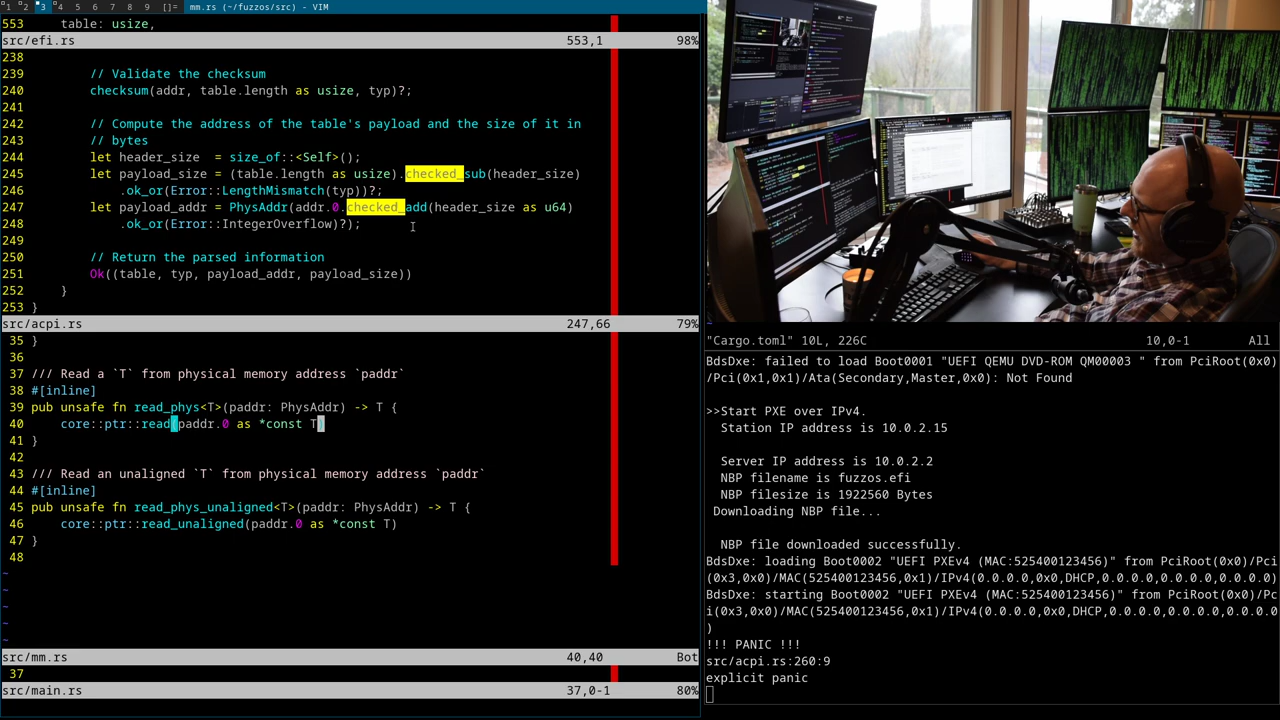 1 2 3 4 5 6 7 8 9 []= mm.rs (~/fuzzos/src) - VIM
553     table: usize,
src/efi.rs 553,1 98%
238
239         // Validate the checksum
240         checksum(addr, table.length as usize, typ)?;
241
242         // Compute the address of the table's payload and the size of it in
243         // bytes
244         let header_size  = size_of::<Self>();
245         let payload_size = (table.length as usize).checked_sub(header_size)
246             .ok_or(Error::LengthMismatch(typ))?;
247         let payload_addr = PhysAddr(addr.0.checked_add(header_size as u64)
248             .ok_or(Error::IntegerOverflow)?);
249
250         // Return the parsed information
251         Ok((table, typ, payload_addr, payload_size))
252     }
253 }
src/acpi.rs 247,66 79%
35 }
36
37 /// Read a `T` from physical memory address `paddr`
38 #[inline]
39 pub unsafe fn read_phys<T>(paddr: PhysAddr) -> T {
40     core::ptr::read(paddr.0 as *const T)
41 }
42
43 /// Read an unaligned `T` from physical memory address `paddr`
44 #[inline]
45 pub unsafe fn read_phys_unaligned<T>(paddr: PhysAddr) -> T {
46     core::ptr::read_unaligned(paddr.0 as *const T)
47 }
48
~
~
~
~
~
src/mm.rs 40,40 Bot
37
src/main.rs 37,0-1 80%
"Cargo.toml" 10L, 226C 10,0-1 All
BdsDxe: failed to load Boot0001 "UEFI QEMU DVD-ROM QM00003 " from PciRoot(0x0)
/Pci(0x1,0x1)/Ata(Secondary,Master,0x0): Not Found
>>Start PXE over IPv4.
  Station IP address is 10.0.2.15
  Server IP address is 10.0.2.2
  NBP filename is fuzzos.efi
  NBP filesize is 1922560 Bytes
 Downloading NBP file...
  NBP file downloaded successfully.
BdsDxe: loading Boot0002 "UEFI PXEv4 (MAC:525400123456)" from PciRoot(0x0)/Pci
(0x3,0x0)/MAC(525400123456,0x1)/IPv4(0.0.0.0,0x0,DHCP,0.0.0.0,0.0.0.0,0.0.0.0)
BdsDxe: starting Boot0002 "UEFI PXEv4 (MAC:525400123456)" from PciRoot(0x0)/Pc
i(0x3,0x0)/MAC(525400123456,0x1)/IPv4(0.0.0.0,0x0,DHCP,0.0.0.0,0.0.0.0,0.0.0.0
)
!!! PANIC !!!
src/acpi.rs:260:9
explicit panic